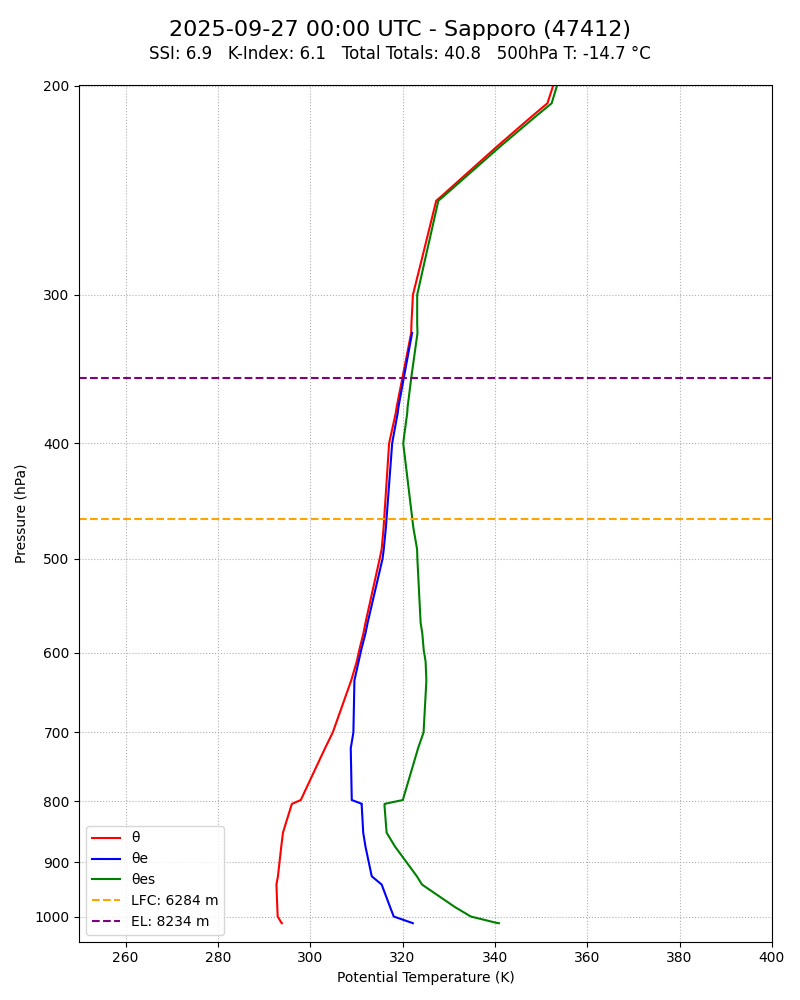 2025-09-27 00:00 UTC - Sapporo (47412)
SSI: 6.9 K-Index: 6.1 Total Totals: 40.8 500hPa T: -14.7 °C
200
300
400
500
600
700
800
900
1000
Pressure (hPa)
θ
θe
θes
LFC: 6284 m
EL: 8234 m
260 280 300 320 340 360 380 400
Potential Temperature (K)